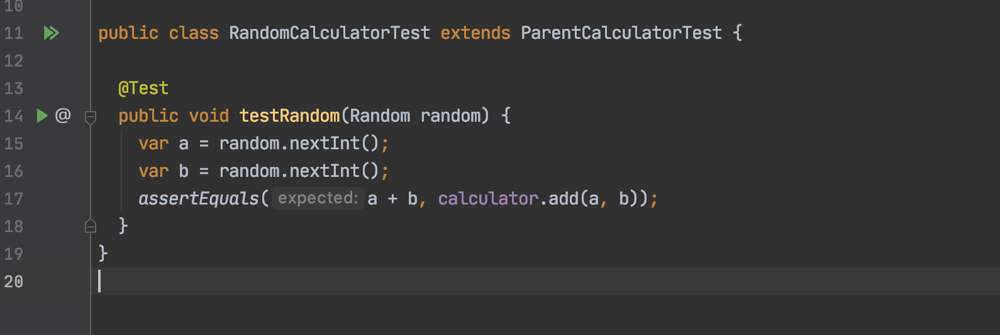 10
11 public class RandomCalculatorTest extends ParentCalculatorTest {
12
13 @Test
14 @ public void testRandom(Random random) {
15 var a = random.nextInt();
16 var b = random.nextInt();
17 assertEquals( expected: a + b, calculator.add(a, b));
18 }
19 }
20